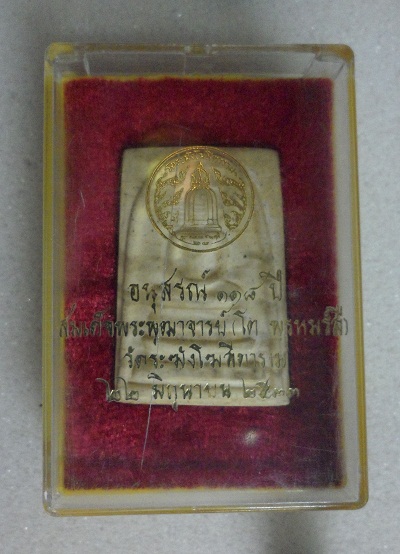 อนุสรณ์ ๑๑๘ ปี
สมเด็จพระพุฒาจารย์ (โต พรหมรังสี)
วัดระฆังโฆสิตาราม
๒๒ มิถุนายน ๒๕๓๓